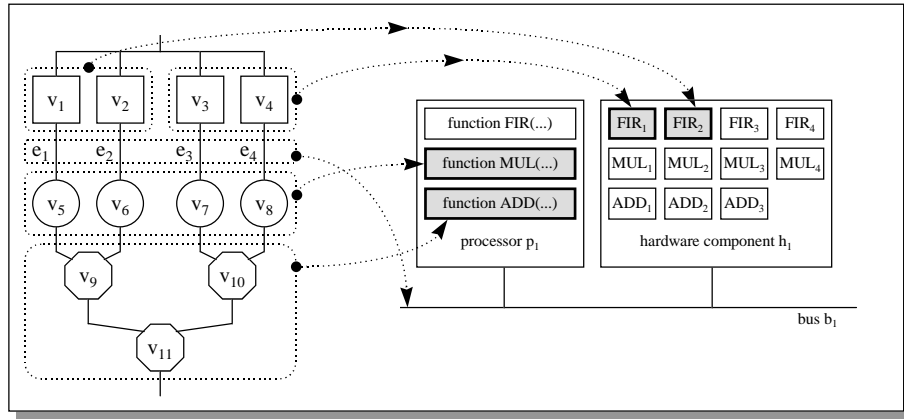 v1 v2 v3 v4
e1 e2 e3 e4
v5 v6 v7 v8
v9 v10
v11
function FIR(...)
function MUL(...)
function ADD(...)
processor p1
FIR1 FIR2 FIR3 FIR4
MUL1 MUL2 MUL3 MUL4
ADD1 ADD2 ADD3
hardware component h1
bus b1